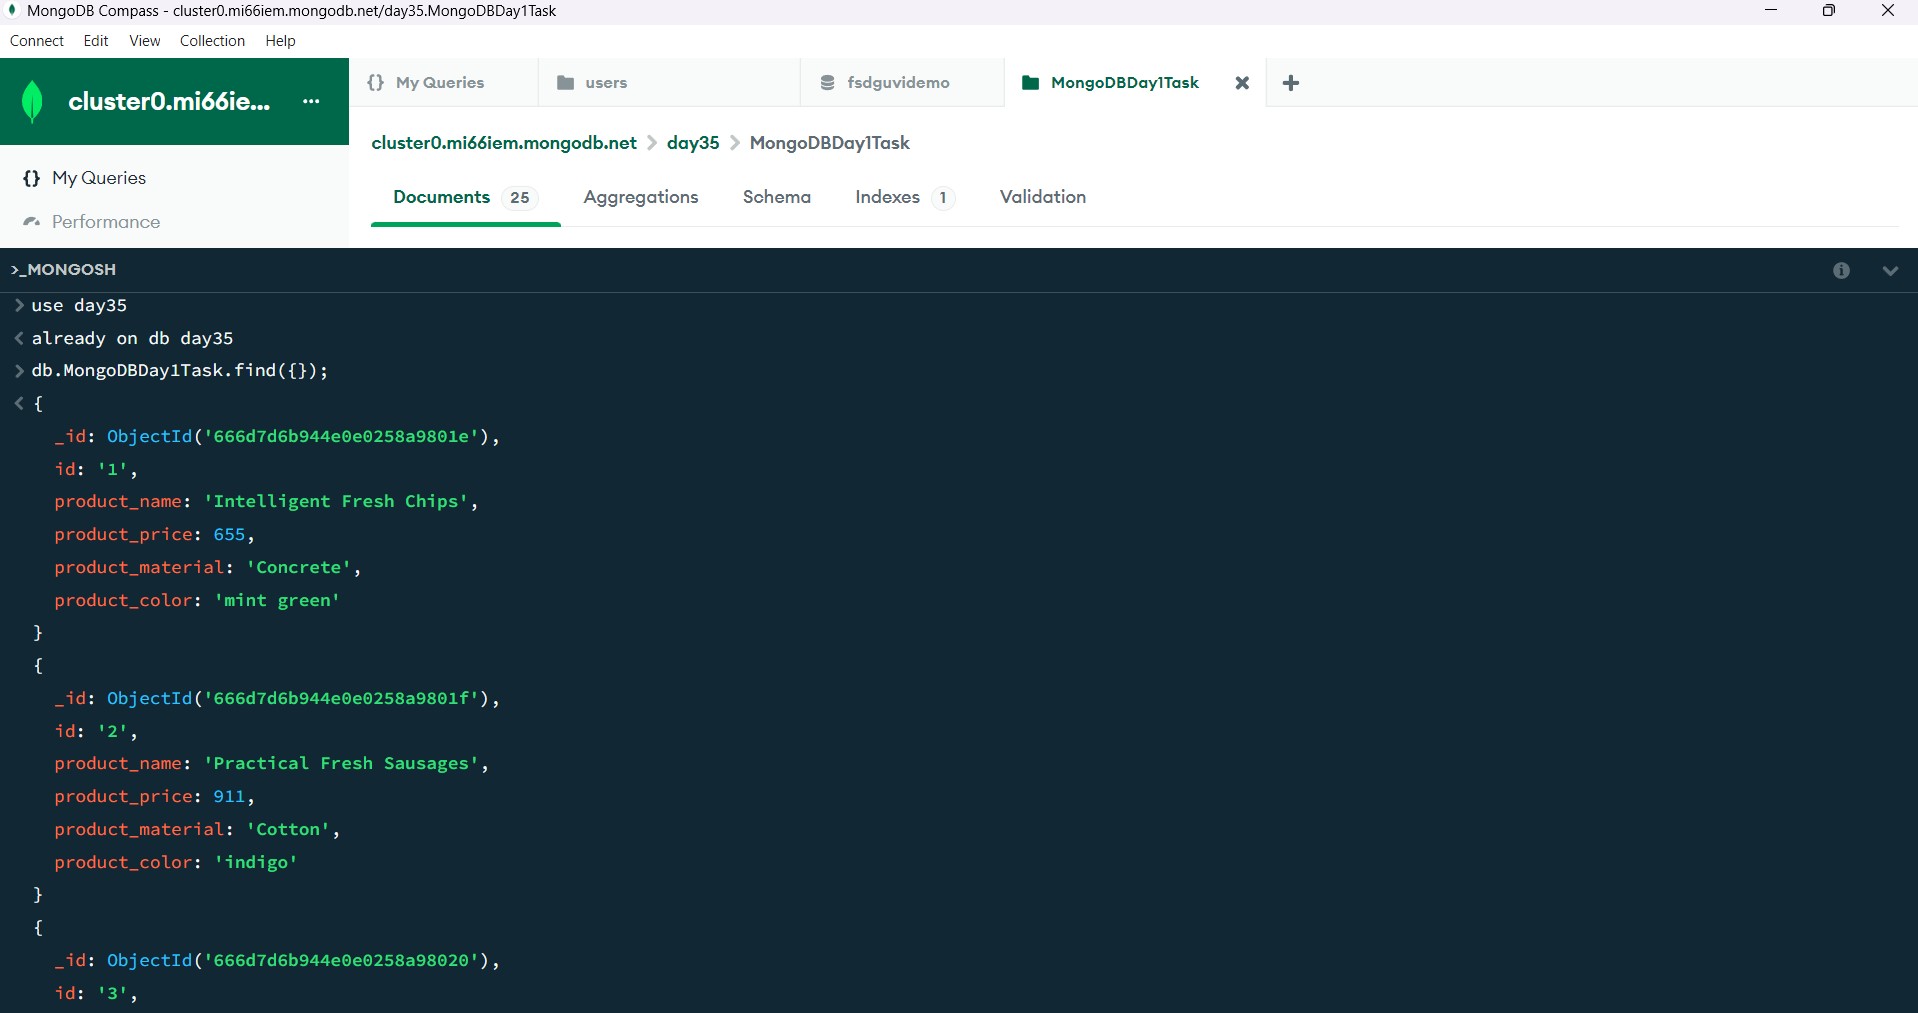 MongoDB Compass - cluster0.mi66iem.mongodb.net/day35.MongoDBDay1Task
Connect Edit View Collection Help
cluster0.mi66ie... ...
{} My Queries users fsdguvidemo MongoDBDay1Task
cluster0.mi66iem.mongodb.net > day35 > MongoDBDay1Task
{} My Queries
Documents 25 Aggregations Schema Indexes 1 Validation
Performance
>_MONGOSH
> use day35
< already on db day35
> db.MongoDBDay1Task.find({});
< {
_id: ObjectId('666d7d6b944e0e0258a9801e'),
id: '1',
product_name: 'Intelligent Fresh Chips',
product_price: 655,
product_material: 'Concrete',
product_color: 'mint green'
}
{
_id: ObjectId('666d7d6b944e0e0258a9801f'),
id: '2',
product_name: 'Practical Fresh Sausages',
product_price: 911,
product_material: 'Cotton',
product_color: 'indigo'
}
{
_id: ObjectId('666d7d6b944e0e0258a98020'),
id: '3',